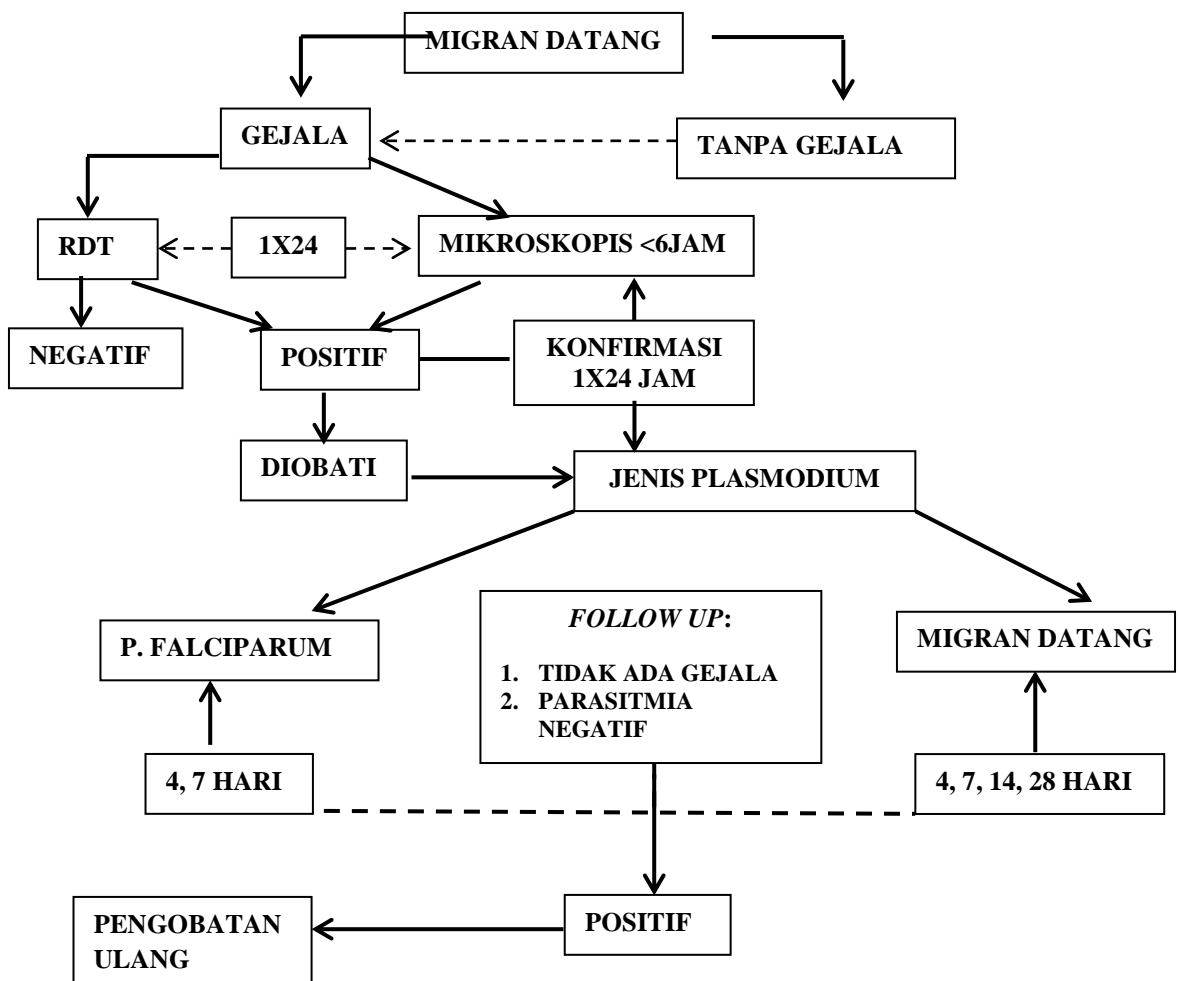 MIGRAN DATANG
GEJALA
TANPA GEJALA
RDT
1X24
MIKROSKOPIS <6JAM
NEGATIF
POSITIF
KONFIRMASI
1X24 JAM
DIOBATI
JENIS PLASMODIUM
P. FALCIPARUM
FOLLOW UP:
1. TIDAK ADA GEJALA
2. PARASITMIA
NEGATIF
MIGRAN DATANG
4, 7 HARI
4, 7, 14, 28 HARI
PENGOBATAN
ULANG
POSITIF